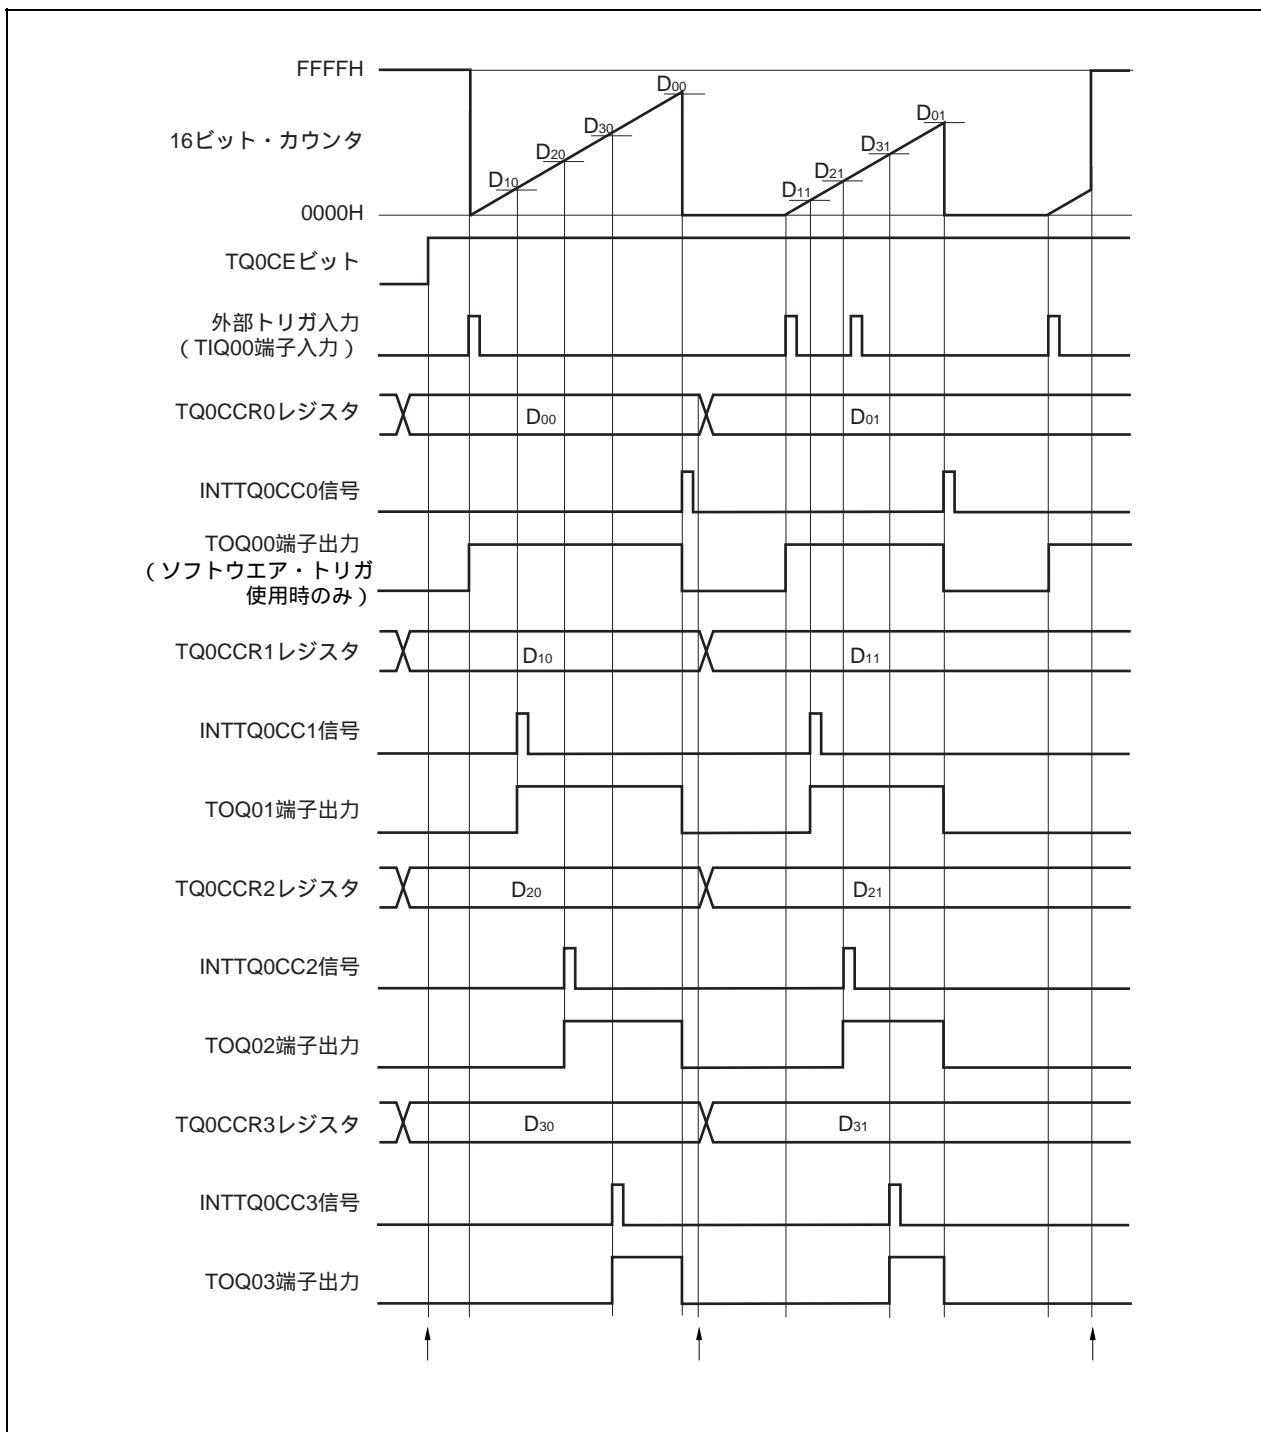 FFFFH
D00
D01
16ビット・カウンタ
D30
D31
D20
D21
D10
D11
0000H
TQ0CEビット
外部トリガ入力
（TIQ00端子入力）
TQ0CCR0レジスタ
D00
D01
INTTQ0CC0信号
TOQ00端子出力
（ソフトウエア・トリガ
使用時のみ）
TQ0CCR1レジスタ
D10
D11
INTTQ0CC1信号
TOQ01端子出力
TQ0CCR2レジスタ
D20
D21
INTTQ0CC2信号
TOQ02端子出力
TQ0CCR3レジスタ
D30
D31
INTTQ0CC3信号
TOQ03端子出力